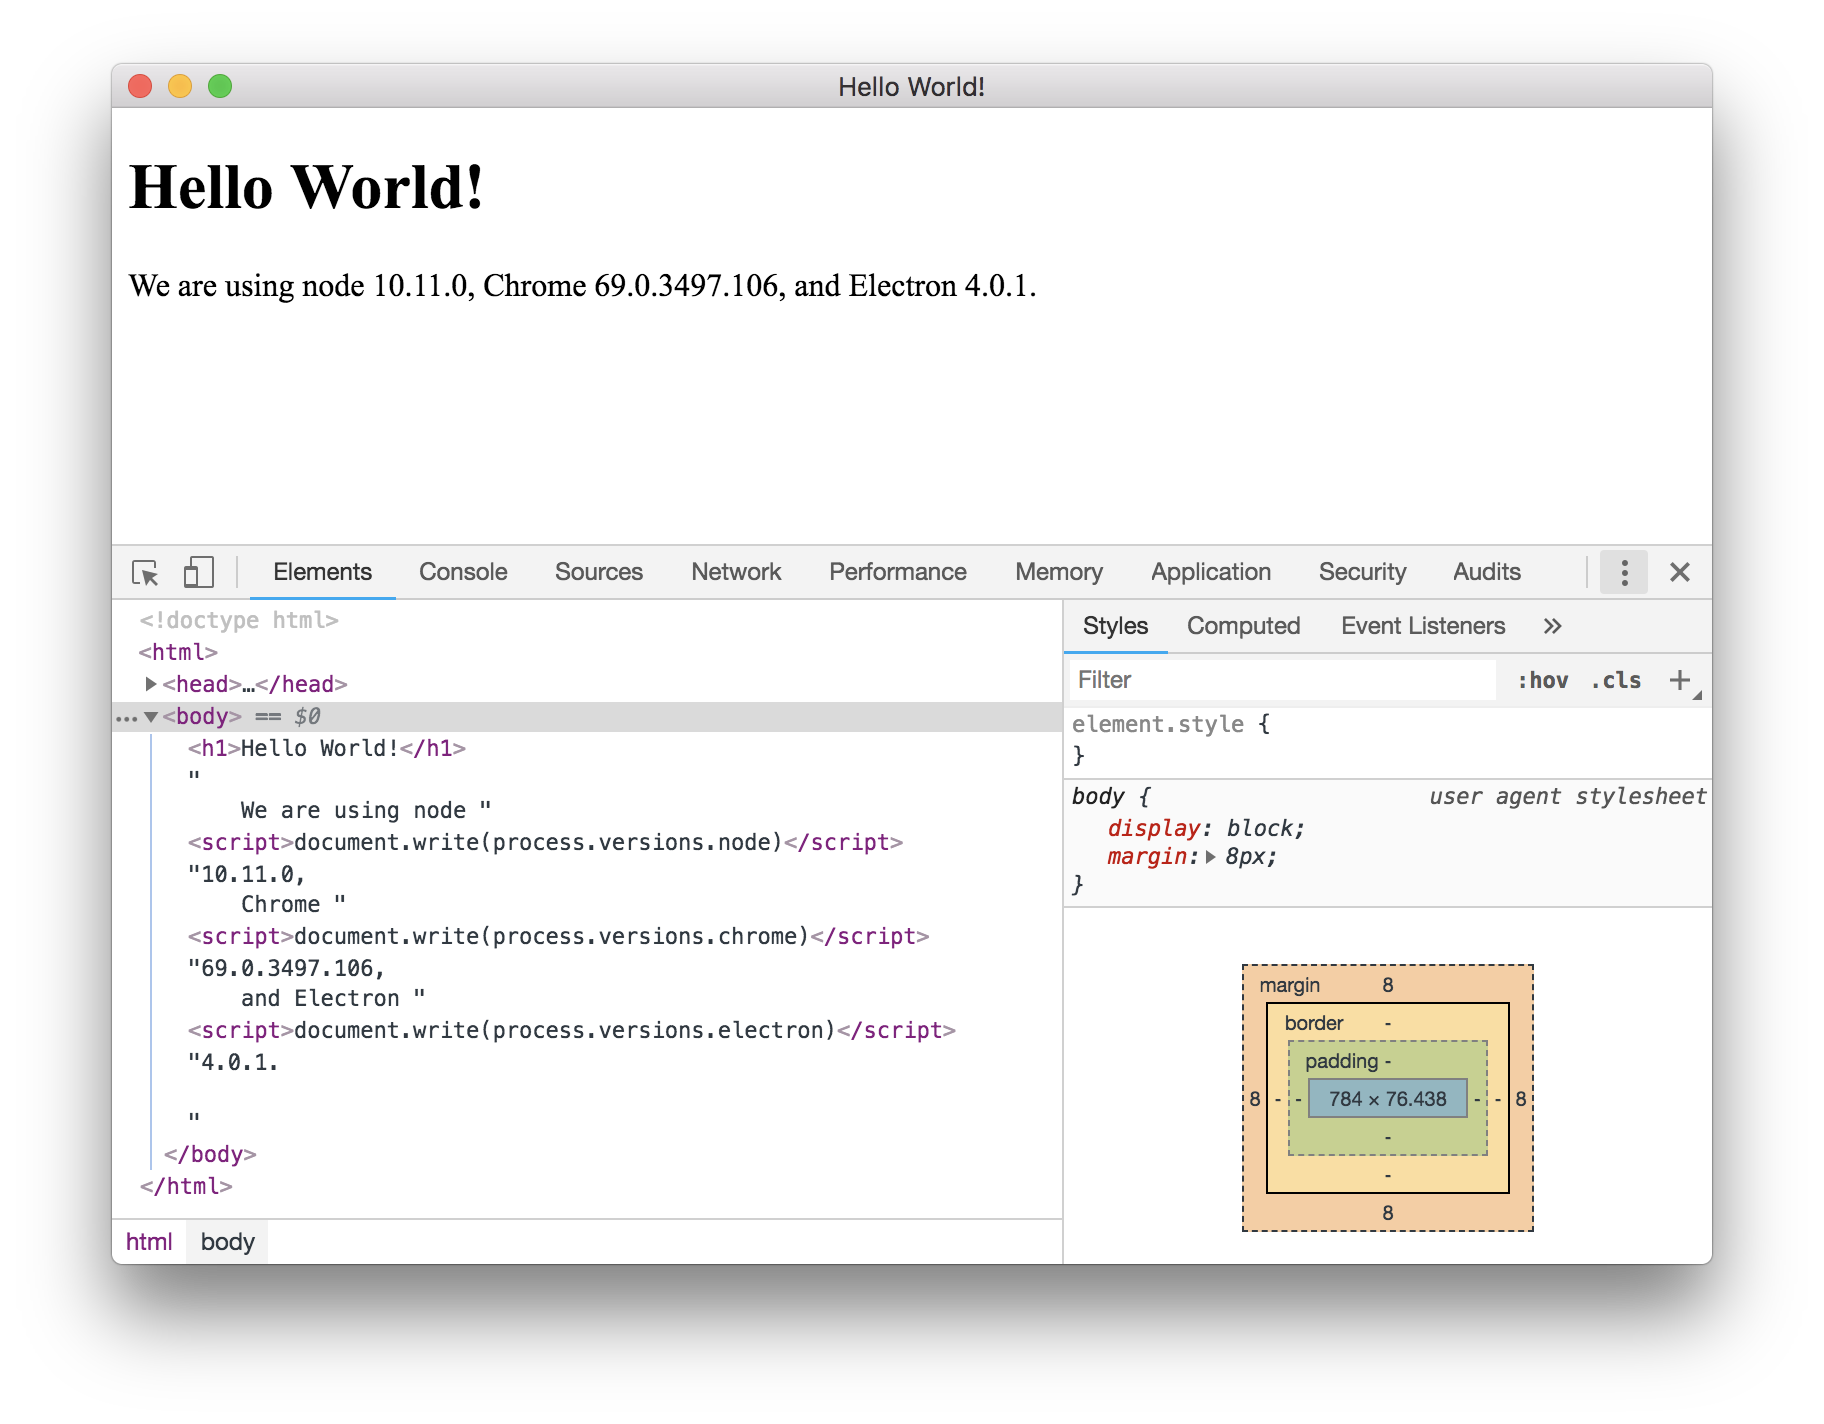 Hello World!
Hello World!
We are using node 10.11.0, Chrome 69.0.3497.106, and Electron 4.0.1.
Elements Console Sources Network Performance Memory Application Security Audits
<!doctype html>
<html>
<head>…</head>
… <body> == $0
<h1>Hello World!</h1>
"
We are using node "
<script>document.write(process.versions.node)</script>
"10.11.0,
Chrome "
<script>document.write(process.versions.chrome)</script>
"69.0.3497.106,
and Electron "
<script>document.write(process.versions.electron)</script>
"4.0.1.
"
</body>
</html>
html body
Styles Computed Event Listeners »
Filter :hov .cls +
element.style {
}
body { user agent stylesheet
display: block;
margin: 8px;
}
margin 8
border -
padding -
8 - - 784 × 76.438 - - 8
-
-
8